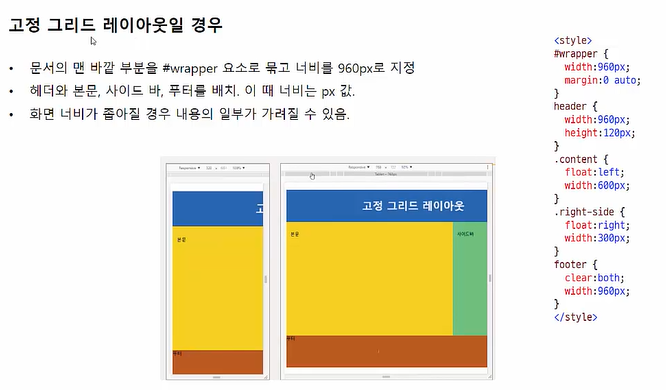 고정 그리드 레이아웃일 경우
• 문서의 맨 바깥 부분을 #wrapper 요소로 묶고 너비를 960px로 지정
• 헤더와 본문, 사이드 바, 푸터를 배치. 이 때 너비는 px 값.
• 화면 너비가 좁아질 경우 내용의 일부가 가려질 수 있음.
고
본문
푸터
고정 그리드 레이아웃
본문
사이드바
푸터
<style>
#wrapper {
width:960px;
margin:0 auto;
}
header {
width:960px;
height:120px;
}
.content {
float:left;
width:600px;
}
.right-side {
float:right;
width:300px;
}
footer {
clear:both;
width:960px;
}
</style>